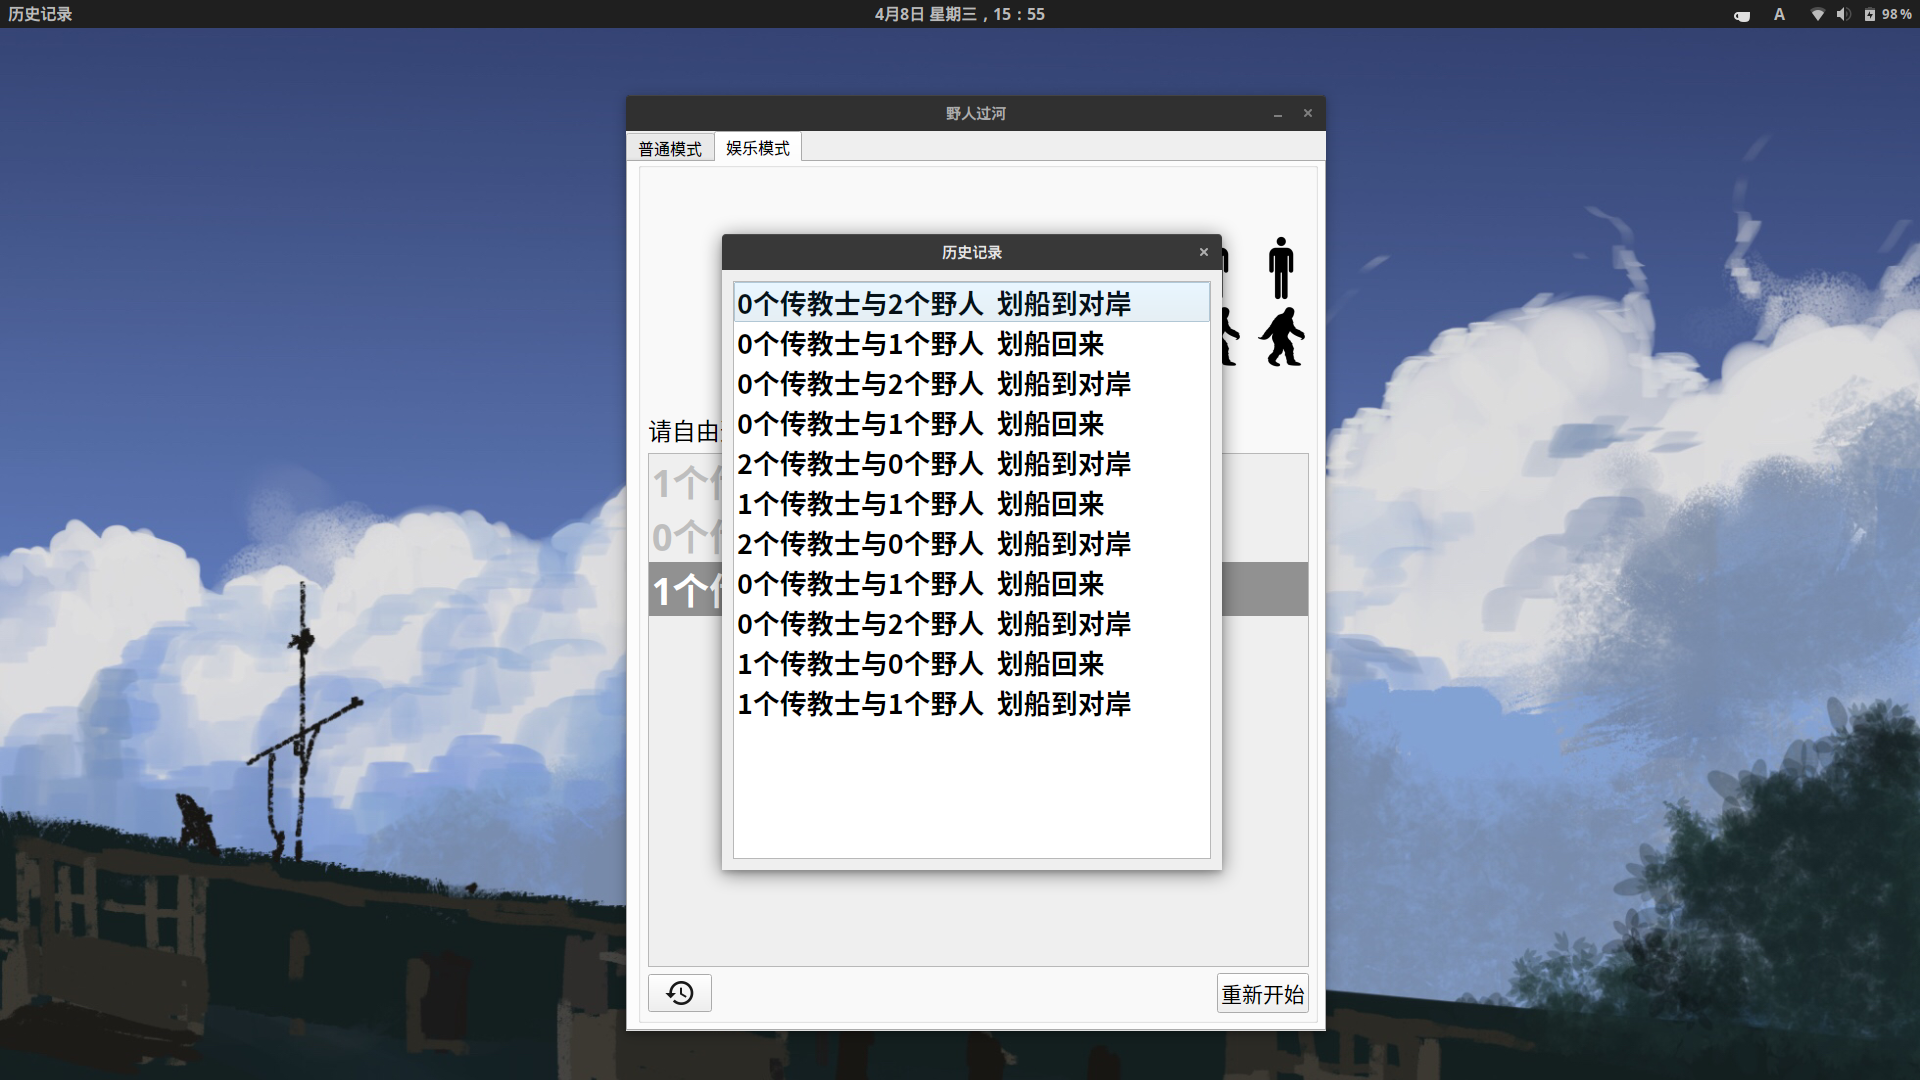 历史记录
4月8日 星期三，15：55
A
98%
野人过河
普通模式
娱乐模式
历史记录
0个传教士与2个野人 划船到对岸
0个传教士与1个野人 划船回来
0个传教士与2个野人 划船到对岸
0个传教士与1个野人 划船回来
2个传教士与0个野人 划船到对岸
1个传教士与1个野人 划船回来
2个传教士与0个野人 划船到对岸
0个传教士与1个野人 划船回来
0个传教士与2个野人 划船到对岸
1个传教士与0个野人 划船回来
1个传教士与1个野人 划船到对岸
请自由
1个
0个
1个
重新开始